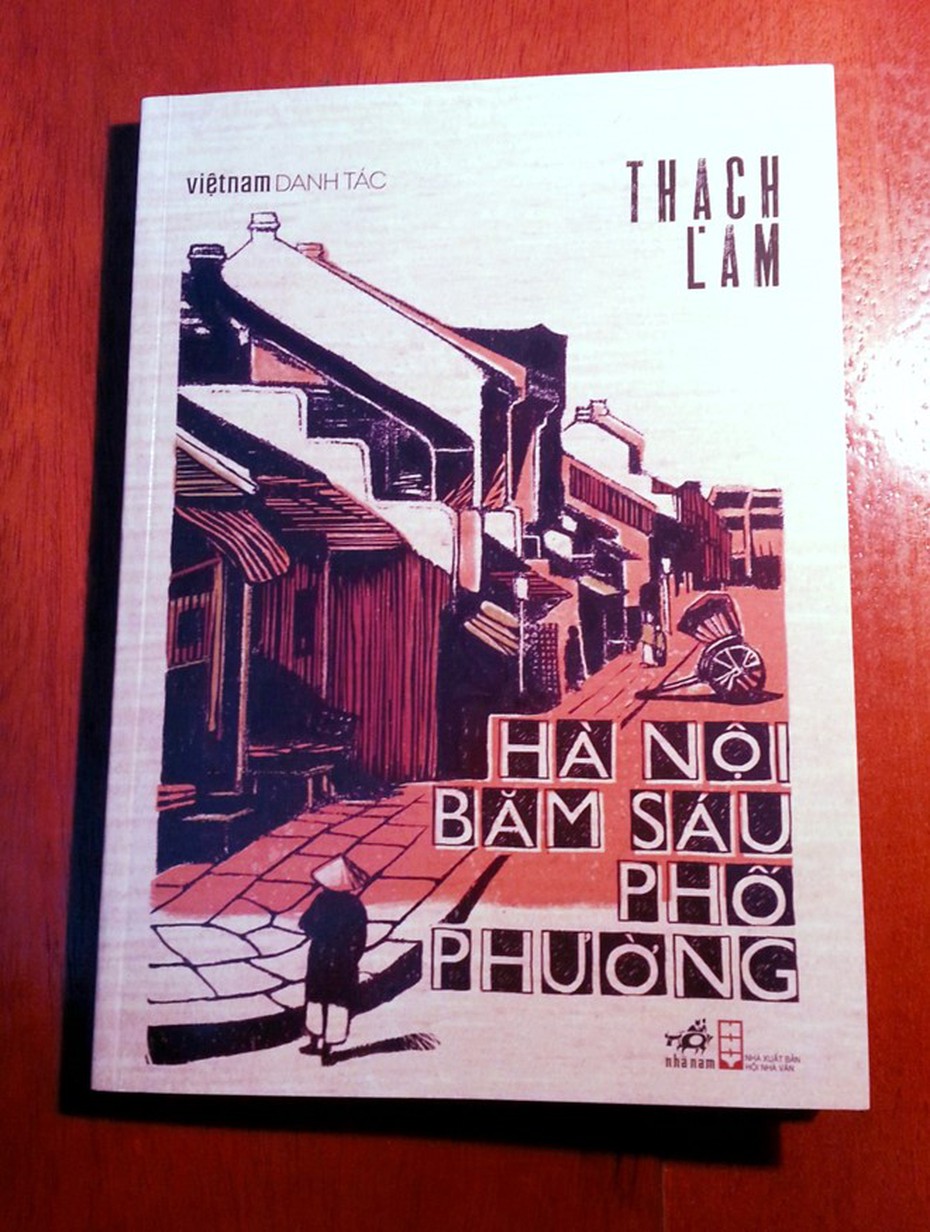 việtnam DANH TÁC
THẠCH
LAM
HÀ NỘI
BĂM SÁU
PHỐ
PHƯỜNG
nhã nam
NHÀ XUẤT BẢN
HỘI NHÀ VĂN